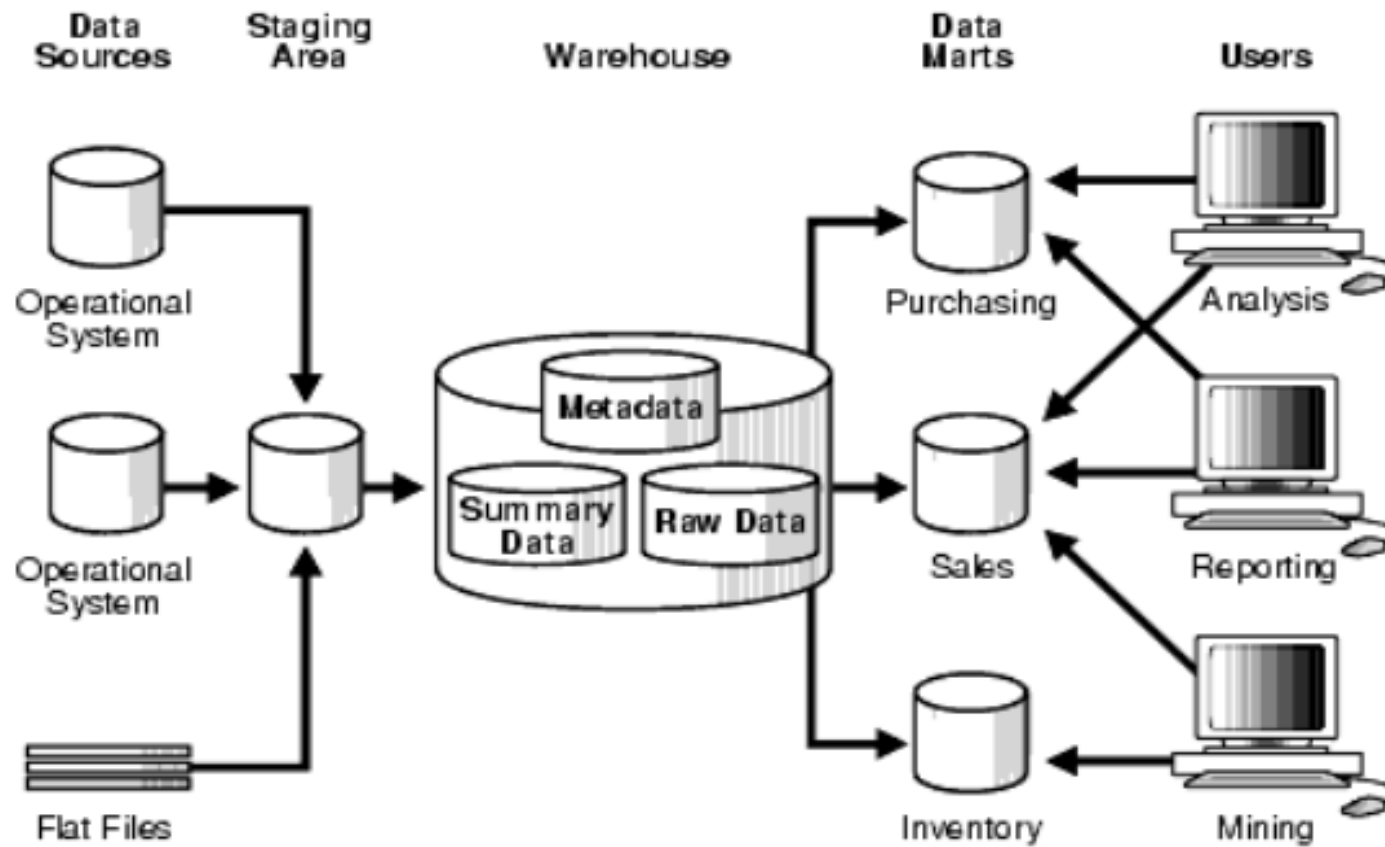 Data
Sources
Staging
Area
Warehouse
Data
Marts
Users
Operational
System
Purchasing
Analysis
Metadata
Summary
Data
Raw Data
Operational
System
Sales
Reporting
Flat Files
Inventory
Mining